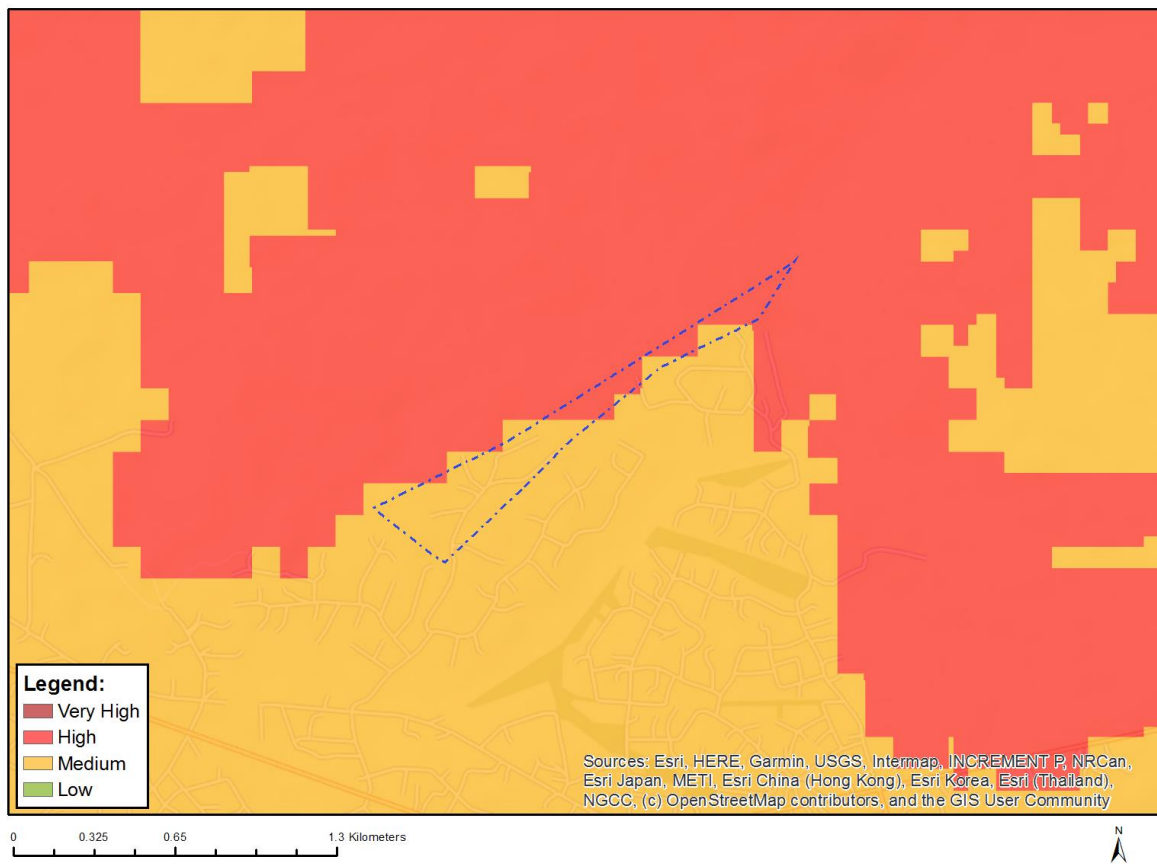 Legend:
Very High
High
Medium
Low
Sources: Esri, HERE, Garmin, USGS, Intermap, INCREMENT P, NRCan,
Esri Japan, METI, Esri China (Hong Kong), Esri Korea, Esri (Thailand),
NGCC, (c) OpenStreetMap contributors, and the GIS User Community
0 0.325 0.65 1.3 Kilometers
N